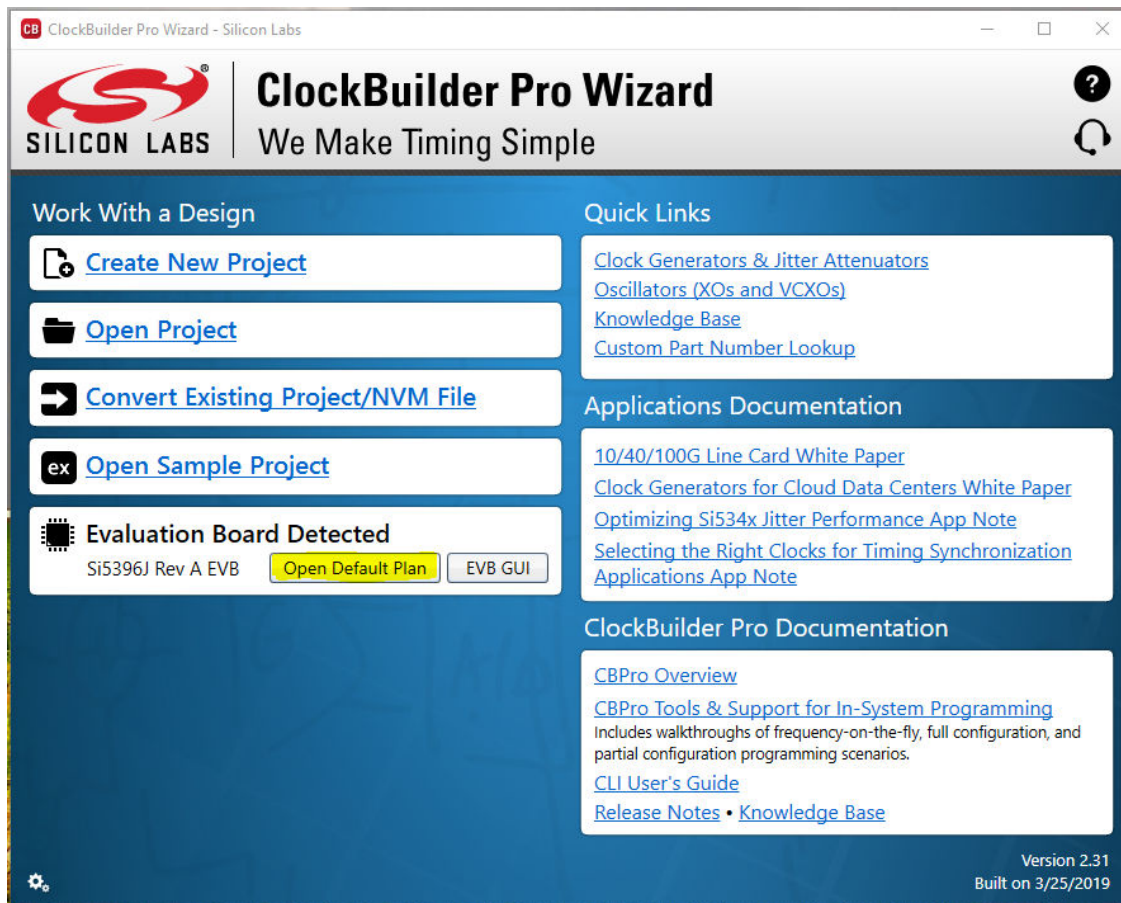 CB ClockBuilder Pro Wizard - Silicon Labs
SILICON LABS
®
ClockBuilder Pro Wizard
We Make Timing Simple
?
Work With a Design
Create New Project
Open Project
Convert Existing Project/NVM File
ex Open Sample Project
Evaluation Board Detected
Si5396J Rev A EVB Open Default Plan EVB GUI
Quick Links
Clock Generators & Jitter Attenuators
Oscillators (XOs and VCXOs)
Knowledge Base
Custom Part Number Lookup
Applications Documentation
10/40/100G Line Card White Paper
Clock Generators for Cloud Data Centers White Paper
Optimizing Si534x Jitter Performance App Note
Selecting the Right Clocks for Timing Synchronization
Applications App Note
ClockBuilder Pro Documentation
CBPro Overview
CBPro Tools & Support for In-System Programming
Includes walkthroughs of frequency-on-the-fly, full configuration, and
partial configuration programming scenarios.
CLI User's Guide
Release Notes • Knowledge Base
Version 2.31
Built on 3/25/2019